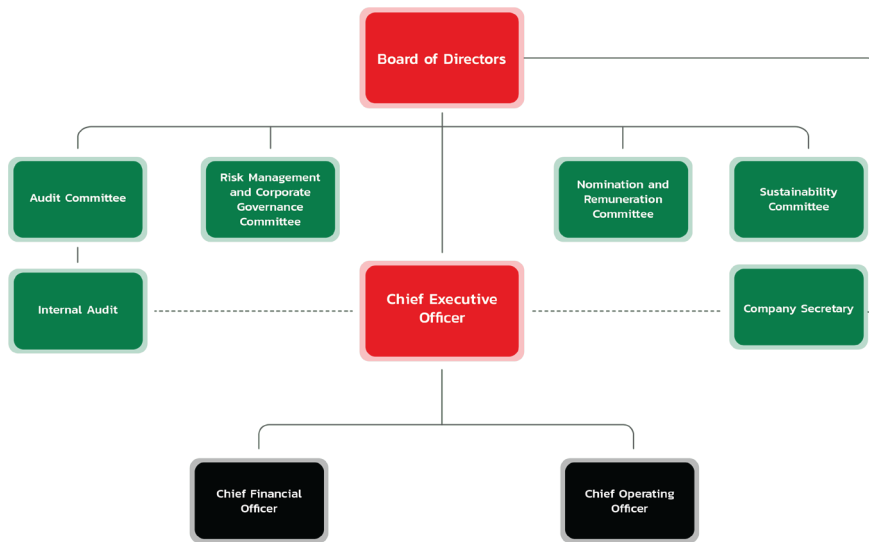 Board of Directors
Audit Committee
Risk Management
and Corporate
Governance
Committee
Nomination and
Remuneration
Committee
Sustainability
Committee
Internal Audit
Chief Executive
Officer
Company Secretary
Chief Financial
Officer
Chief Operating
Officer